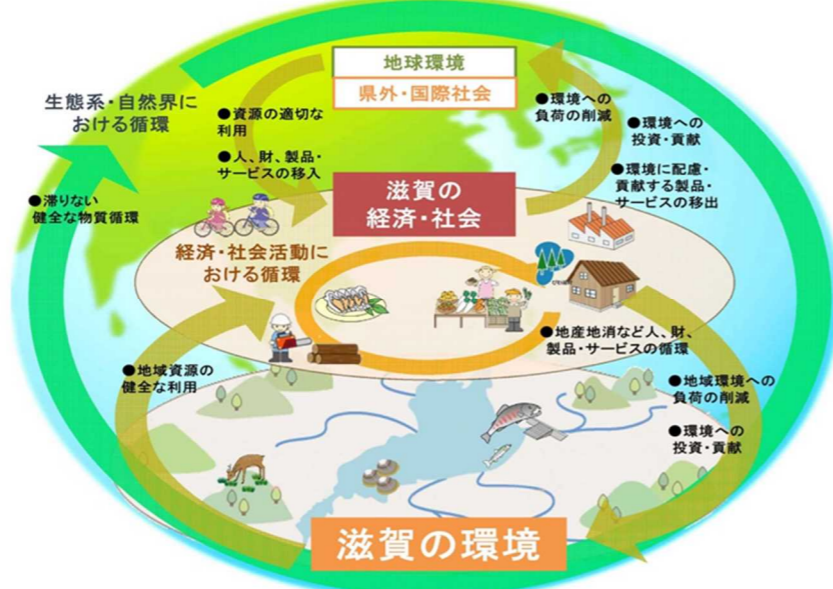 地球環境
県外・国際社会
生態系・自然界に
おける循環
●資源の適切な
利用
●人、財、製品・
サービスの移入
●環境への
負荷の削減
●環境への
投資・貢献
●環境に配慮・
貢献する製品・
サービスの移出
●滞りない
健全な物質循環
滋賀の
経済・社会
経済・社会活動に
おける循環
●地産地消など人、財、
製品・サービスの循環
●地域資源の
健全な利用
●地域環境への
負荷の削減
●環境への
投資・貢献
滋賀の環境